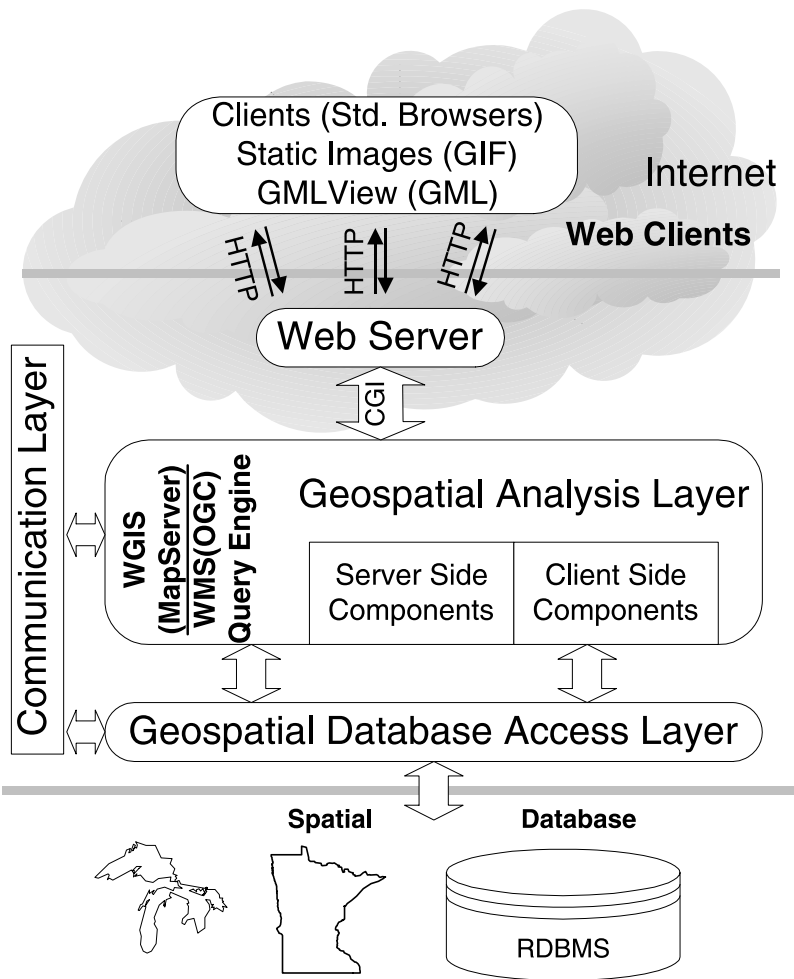 Clients (Std. Browsers)
Static Images (GIF)
GMLView (GML)
Internet
Web Clients
HTTP
HTTP
HTTP
Web Server
CGI
Communication Layer
WGIS
(MapServer)
WMS(OGC)
Query Engine
Geospatial Analysis Layer
Server Side
Components
Client Side
Components
Geospatial Database Access Layer
Spatial
Database
RDBMS